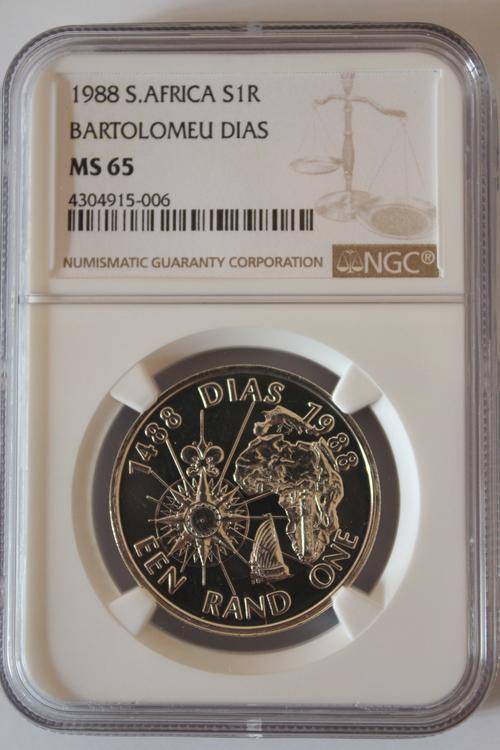 1988 S.AFRICA S1R
BARTOLOMEU DIAS
MS 65
4304915-006
NUMISMATIC GUARANTY CORPORATION
NGC®
1488 DIAS 1988
EEN RAND ONE